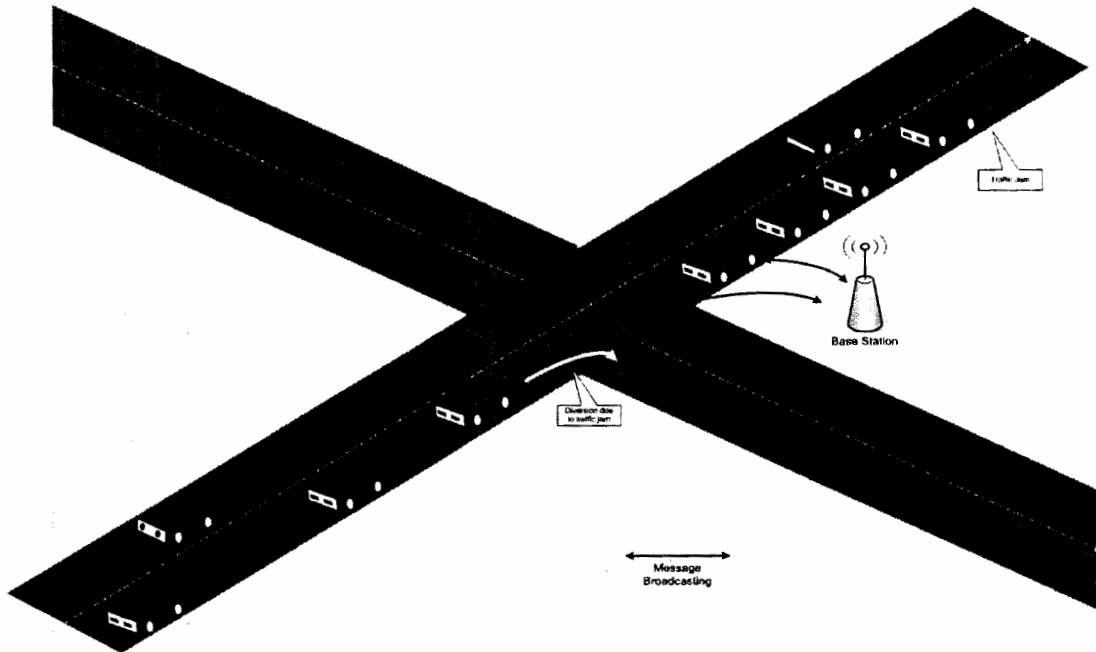 Traffic Jam
Base Station
Diversion due
to traffic jam
Message
Broadcasting